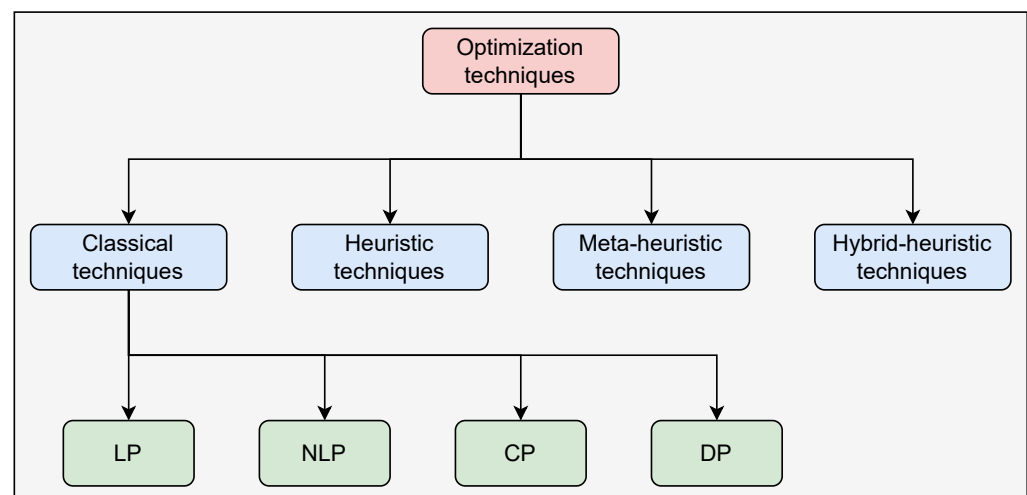 Optimization
techniques
Classical
techniques
Heuristic
techniques
Meta-heuristic
techniques
Hybrid-heuristic
techniques
LP
NLP
CP
DP